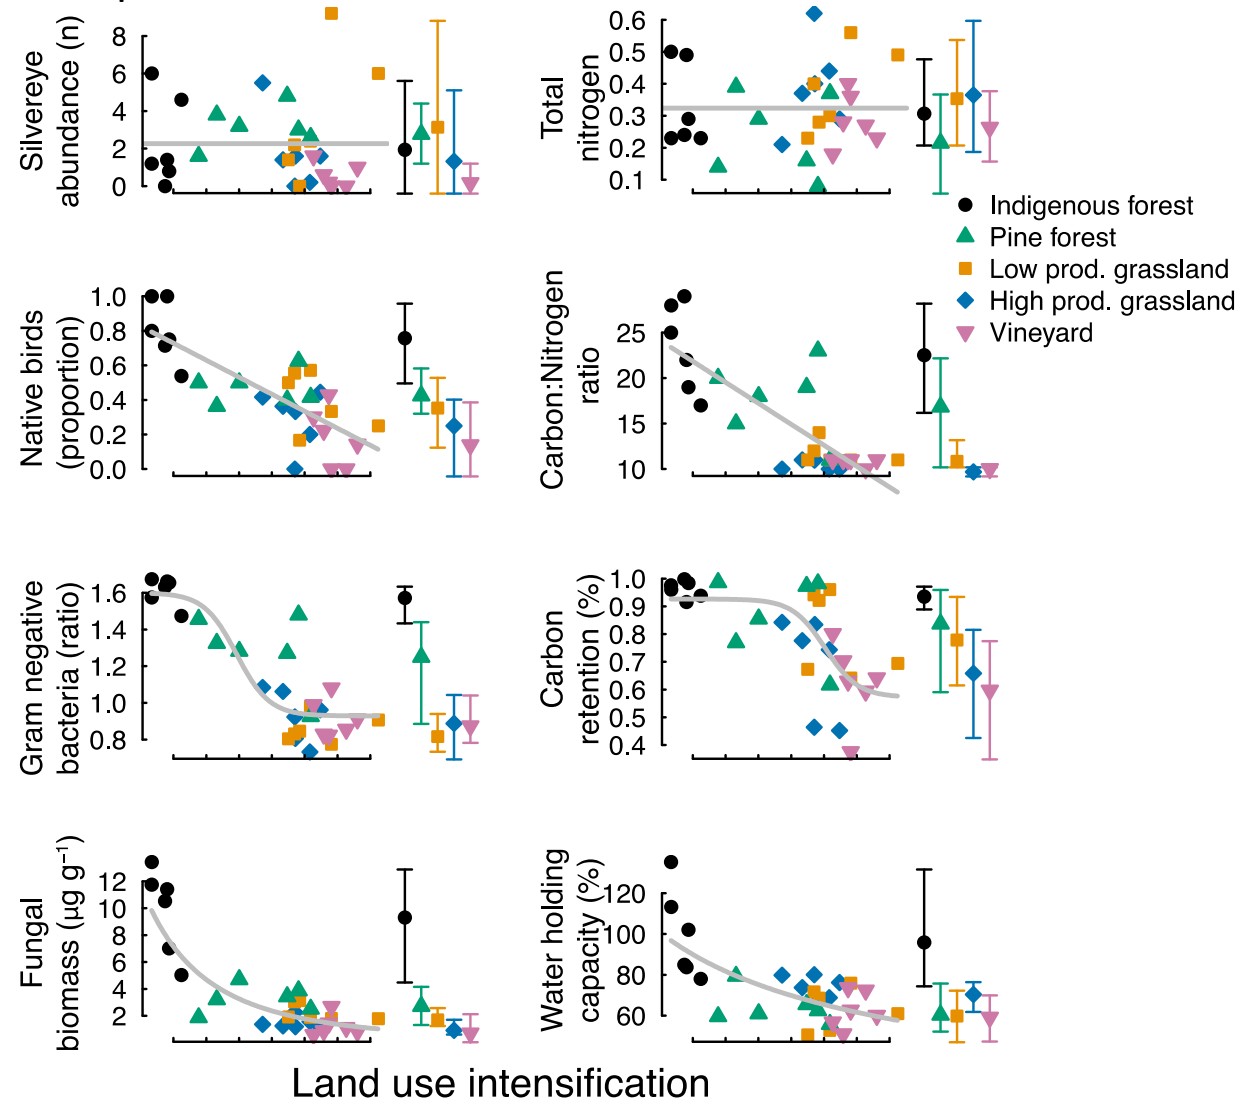 Silvereye
abundance (n)
8
6
4
2
0
Total
nitrogen
0.6
0.5
0.4
0.3
0.2
0.1
Indigenous forest
Pine forest
Low prod. grassland
High prod. grassland
Vineyard
Native birds
(proportion)
1.0
0.8
0.6
0.4
0.2
0.0
Carbon:Nitrogen
ratio
25
20
15
10
Gram negative
bacteria (ratio)
1.6
1.4
1.2
1.0
0.8
Carbon
retention (%)
1.0
0.9
0.8
0.7
0.6
0.5
0.4
Fungal
biomass (µg g⁻¹)
12
10
8
6
4
2
Water holding
capacity (%)
120
100
80
60
Land use intensification